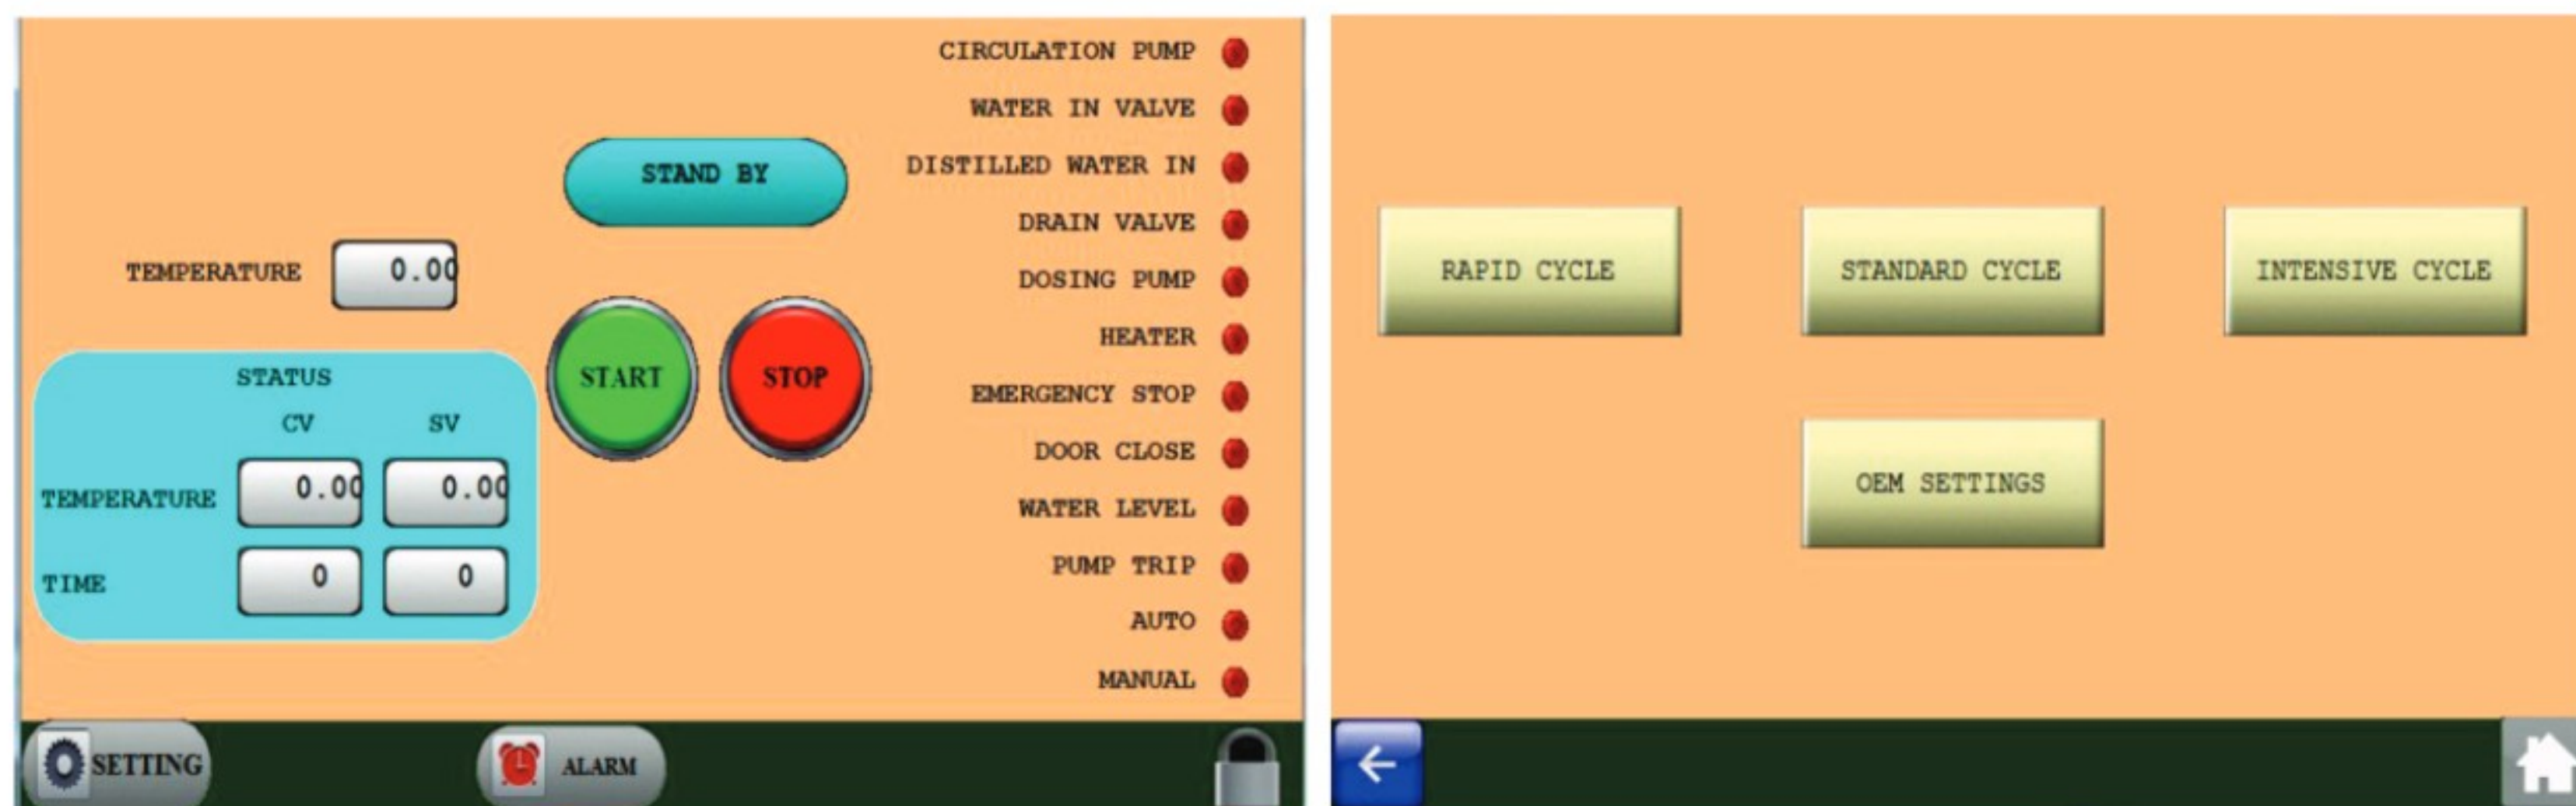 CIRCULATION PUMP
WATER IN VALVE
STAND BY
DISTILLED WATER IN
DRAIN VALVE
TEMPERATURE 0.00
DOSING PUMP
HEATER
START STOP
EMERGENCY STOP
DOOR CLOSE
WATER LEVEL
PUMP TRIP
AUTO
MANUAL
STATUS
CV SV
TEMPERATURE 0.00 0.00
TIME 0 0
SETTING ALARM
RAPID CYCLE STANDARD CYCLE INTENSIVE CYCLE
OEM SETTINGS